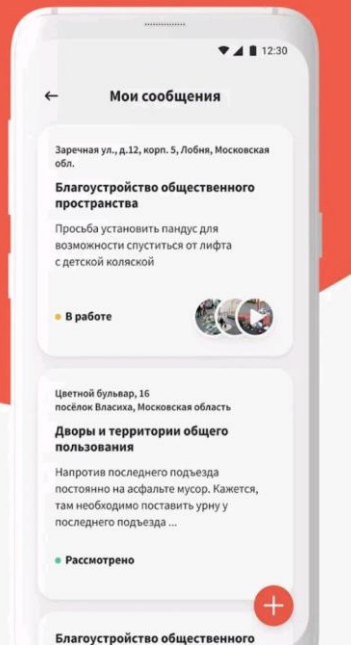 12:30
Мои сообщения
Заречная ул., д.12, корп. 5, Лобня, Московская
обл.
Благоустройство общественного
пространства
Просьба установить пандус для
возможности спуститься от лифта
с детской коляской
В работе
Цветной бульвар, 16
посёлок Власиха, Московская область
Дворы и территории общего
пользования
Напротив последнего подъезда
постоянно на асфальте мусор. Кажется,
там необходимо поставить урну у
последнего подъезда ...
Рассмотрено
Благоустройство общественного